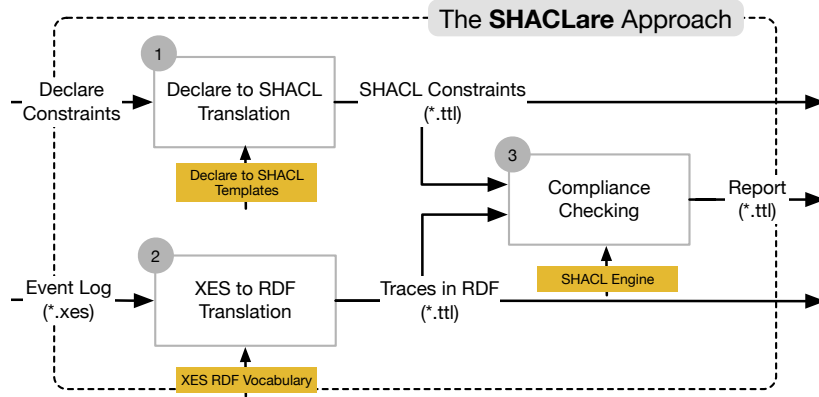 The SHACLare Approach
1
Declare
Constraints
Declare to SHACL
Translation
SHACL Constraints
(*.ttl)
Declare to SHACL
Templates
3
Compliance
Checking
Report
(*.ttl)
SHACL Engine
2
Event Log
(*.xes)
XES to RDF
Translation
Traces in RDF
(*.ttl)
XES RDF Vocabulary